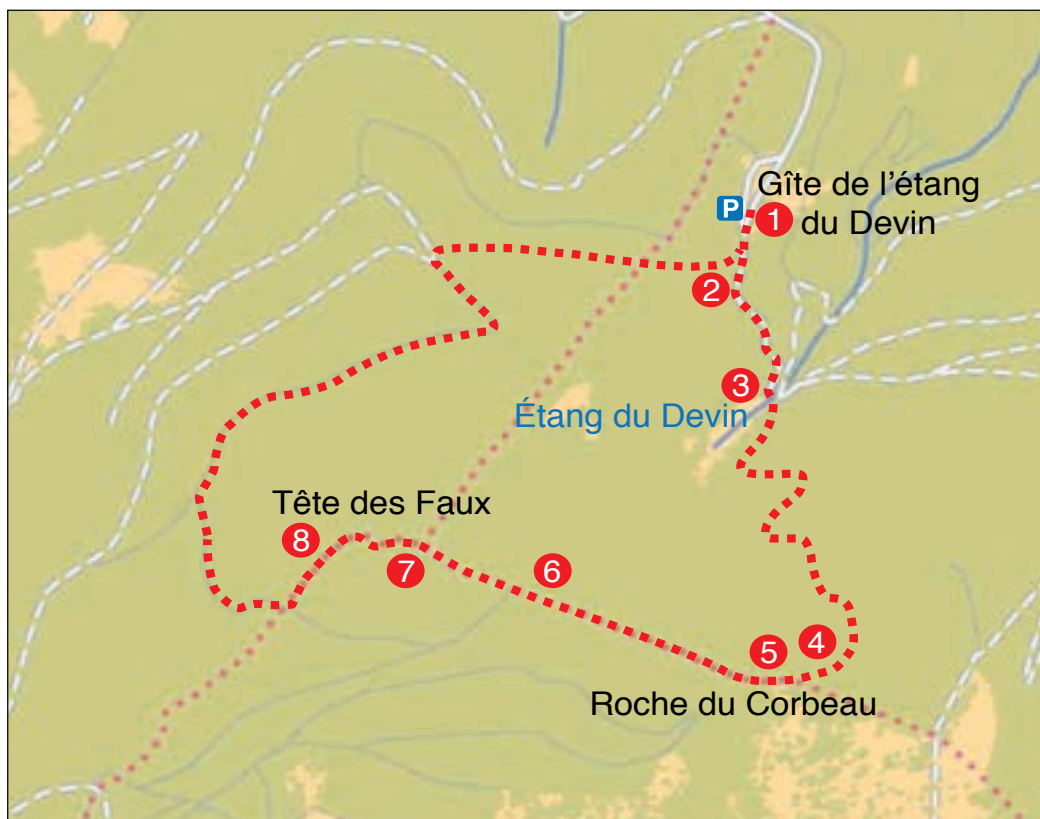 Gîte de l'étang
P
1
du Devin
2
3
Étang du Devin
Tête des Faux
8
7
6
5
4
Roche du Corbeau